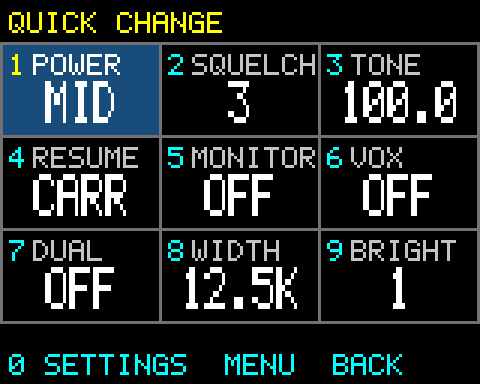 QUICK CHANGE
1 POWER 2 SQUELCH 3 TONE
MID 3 100.0
4 RESUME 5 MONITOR 6 VOX
CARR OFF OFF
7 DUAL 8 WIDTH 9 BRIGHT
OFF 12.5K 1
0 SETTINGS MENU BACK